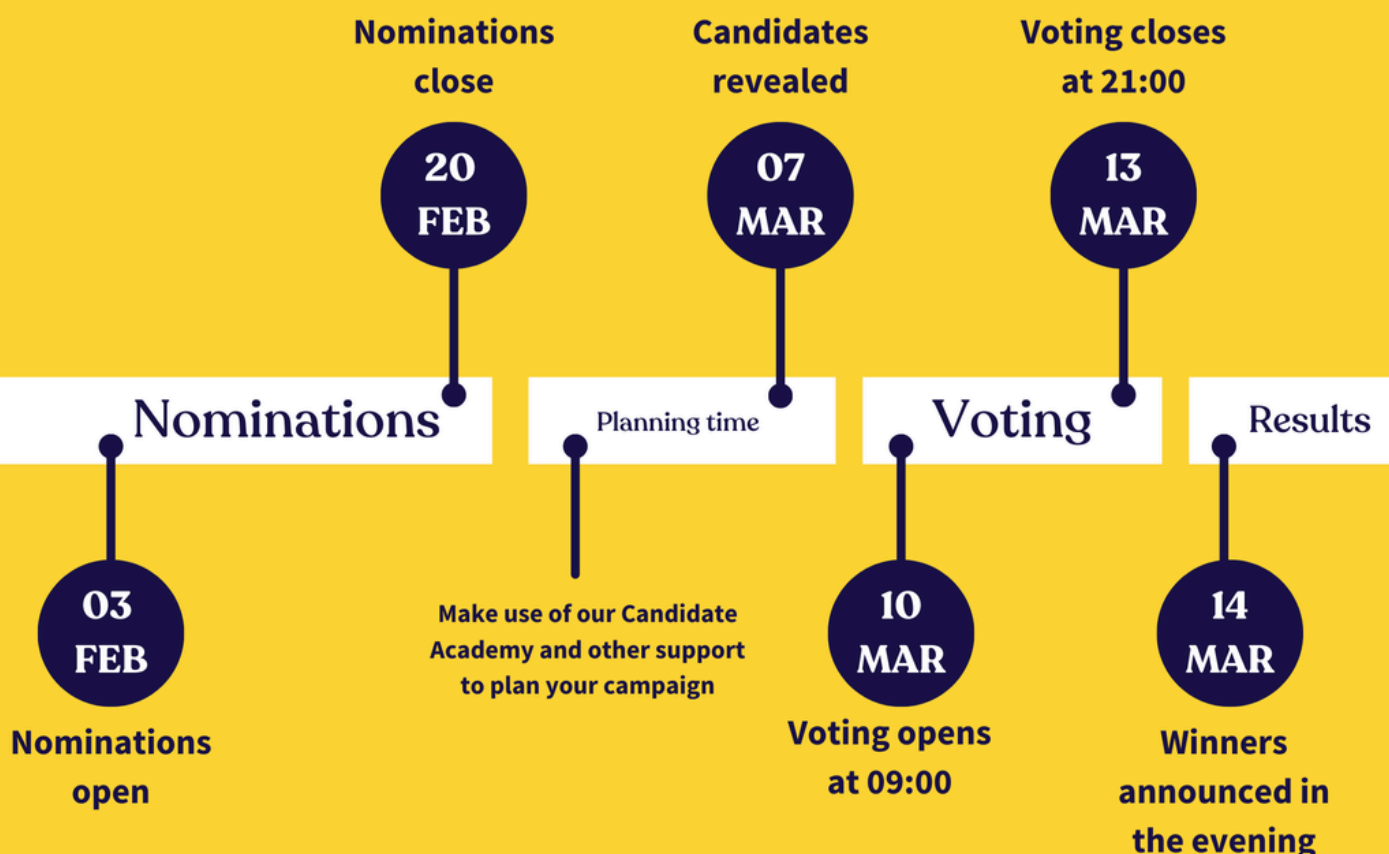 Nominations
close
Candidates
revealed
Voting closes
at 21:00
20
FEB
07
MAR
13
MAR
Nominations
Planning time
Voting
Results
03
FEB
Nominations
open
Make use of our Candidate
Academy and other support
to plan your campaign
10
MAR
Voting opens
at 09:00
14
MAR
Winners
announced in
the evening